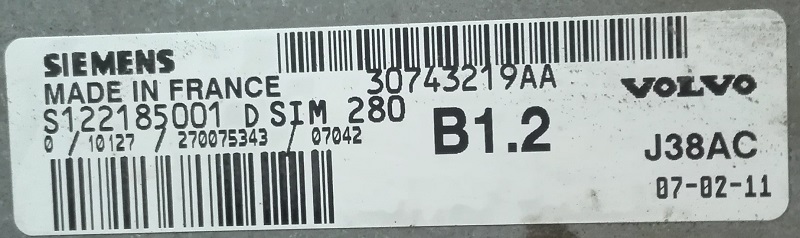 SIEMENS
MADE IN FRANCE
30743219AA
VOLVO
S122185001 D SIM 280
0 / 10127 / 270075343 / 07042
B1.2
J38AC
07-02-11